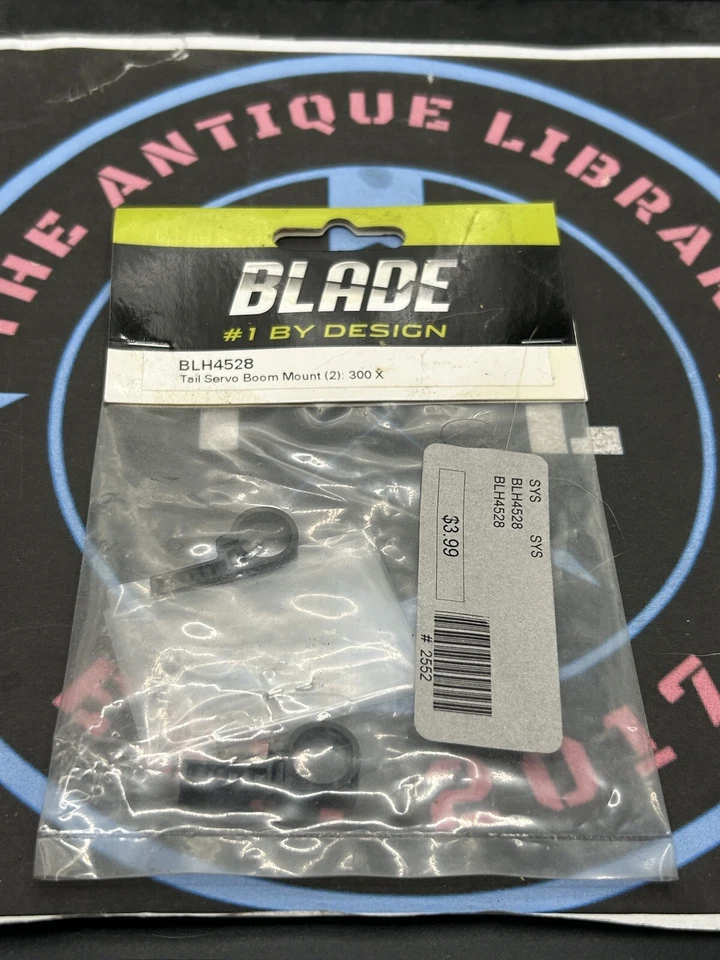 THE ANTIQUE LIBRAR
BLADE
#1 BY DESIGN
BLH4528
Tail Servo Boom Mount (2): 300 X
SYS SYS
BLH4528
BLH4528
$3.99
# 2552
2017